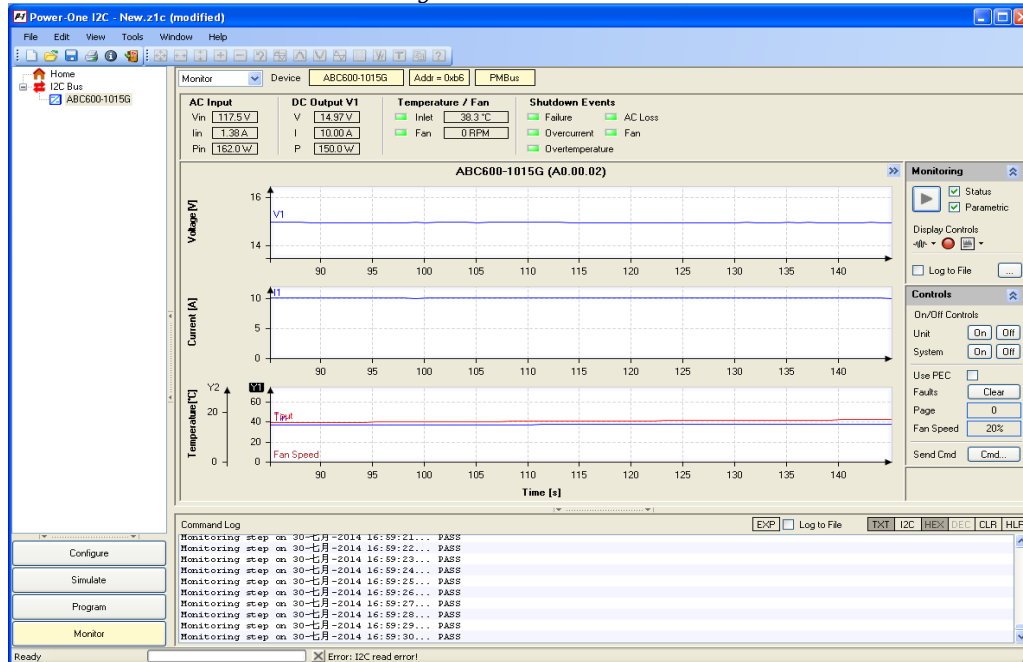 Power-One I2C - New.z1c (modified)
File Edit View Tools Window Help
Home
I2C Bus
ABC600-1015G
Monitor Device ABC600-1015G Addr = 0xb6 PMBus
AC Input DC Output V1 Temperature / Fan Shutdown Events
Vin 117.5 V V 14.97 V Inlet 38.3 °C Failure AC Loss
Iin 1.38 A I 10.00 A Fan 0 RPM Overcurrent Fan
Pin 162.0 W P 150.0 W Overtemperature
ABC600-1015G (A0.00.02)
Voltage [V]
16
V1
14
90 95 100 105 110 115 120 125 130 135 140
Current [A]
10
I1
5
0
90 95 100 105 110 115 120 125 130 135 140
Temperature [°C]
Y2 Y1
60
20 40
20
0 0
Fan Speed
90 95 100 105 110 115 120 125 130 135 140
Time [s]
Monitoring
Status
Parametric
Display Controls
Log to File ...
Controls
On/Off Controls
Unit On Off
System On Off
Use PEC
Faults Clear
Page 0
Fan Speed 20%
Send Cmd Cmd...
Configure
Simulate
Program
Monitor
Command Log EXP Log to File TXT I2C HEX DEC CLR HLP
Monitoring step on 30-七月-2014 16:59:21... PASS
Monitoring step on 30-七月-2014 16:59:22... PASS
Monitoring step on 30-七月-2014 16:59:23... PASS
Monitoring step on 30-七月-2014 16:59:24... PASS
Monitoring step on 30-七月-2014 16:59:25... PASS
Monitoring step on 30-七月-2014 16:59:26... PASS
Monitoring step on 30-七月-2014 16:59:27... PASS
Monitoring step on 30-七月-2014 16:59:28... PASS
Monitoring step on 30-七月-2014 16:59:29... PASS
Monitoring step on 30-七月-2014 16:59:30... PASS
Ready Error: I2C read error!